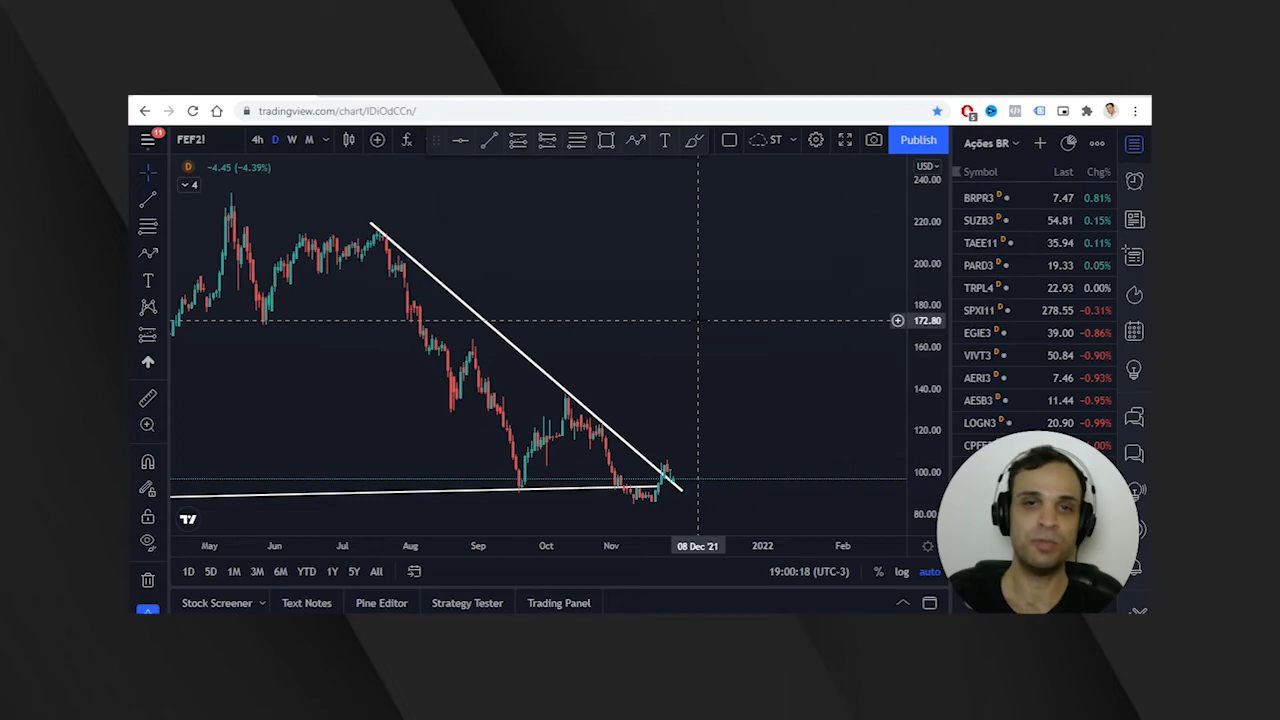 tradingview.com/chart/IDiOdCCn/
11
FEF2!
4h D W M
ST
Publish
Ações BR
D −4.45 (−4.39%)
4
USD
240.00
220.00
200.00
180.00
172.80
160.00
140.00
120.00
100.00
80.00
Symbol Last Chg%
BRPR3 D 7.47 0.81%
SUZB3 D 54.81 0.15%
TAEE11 D 35.94 0.11%
PARD3 D 19.33 0.05%
TRPL4 D 22.93 0.00%
SPXI11 D 278.55 −0.31%
EGIE3 D 39.00 −0.86%
VIVT3 D 50.84 −0.90%
AERI3 D 7.46 −0.93%
AESB3 D 11.44 −0.95%
LOGN3 D 20.90 −0.99%
May Jun Jul Aug Sep Oct Nov 08 Dec '21 2022 Feb
1D 5D 1M 3M 6M YTD 1Y 5Y All
19:00:18 (UTC-3) % log auto
Stock Screener Text Notes Pine Editor Strategy Tester Trading Panel